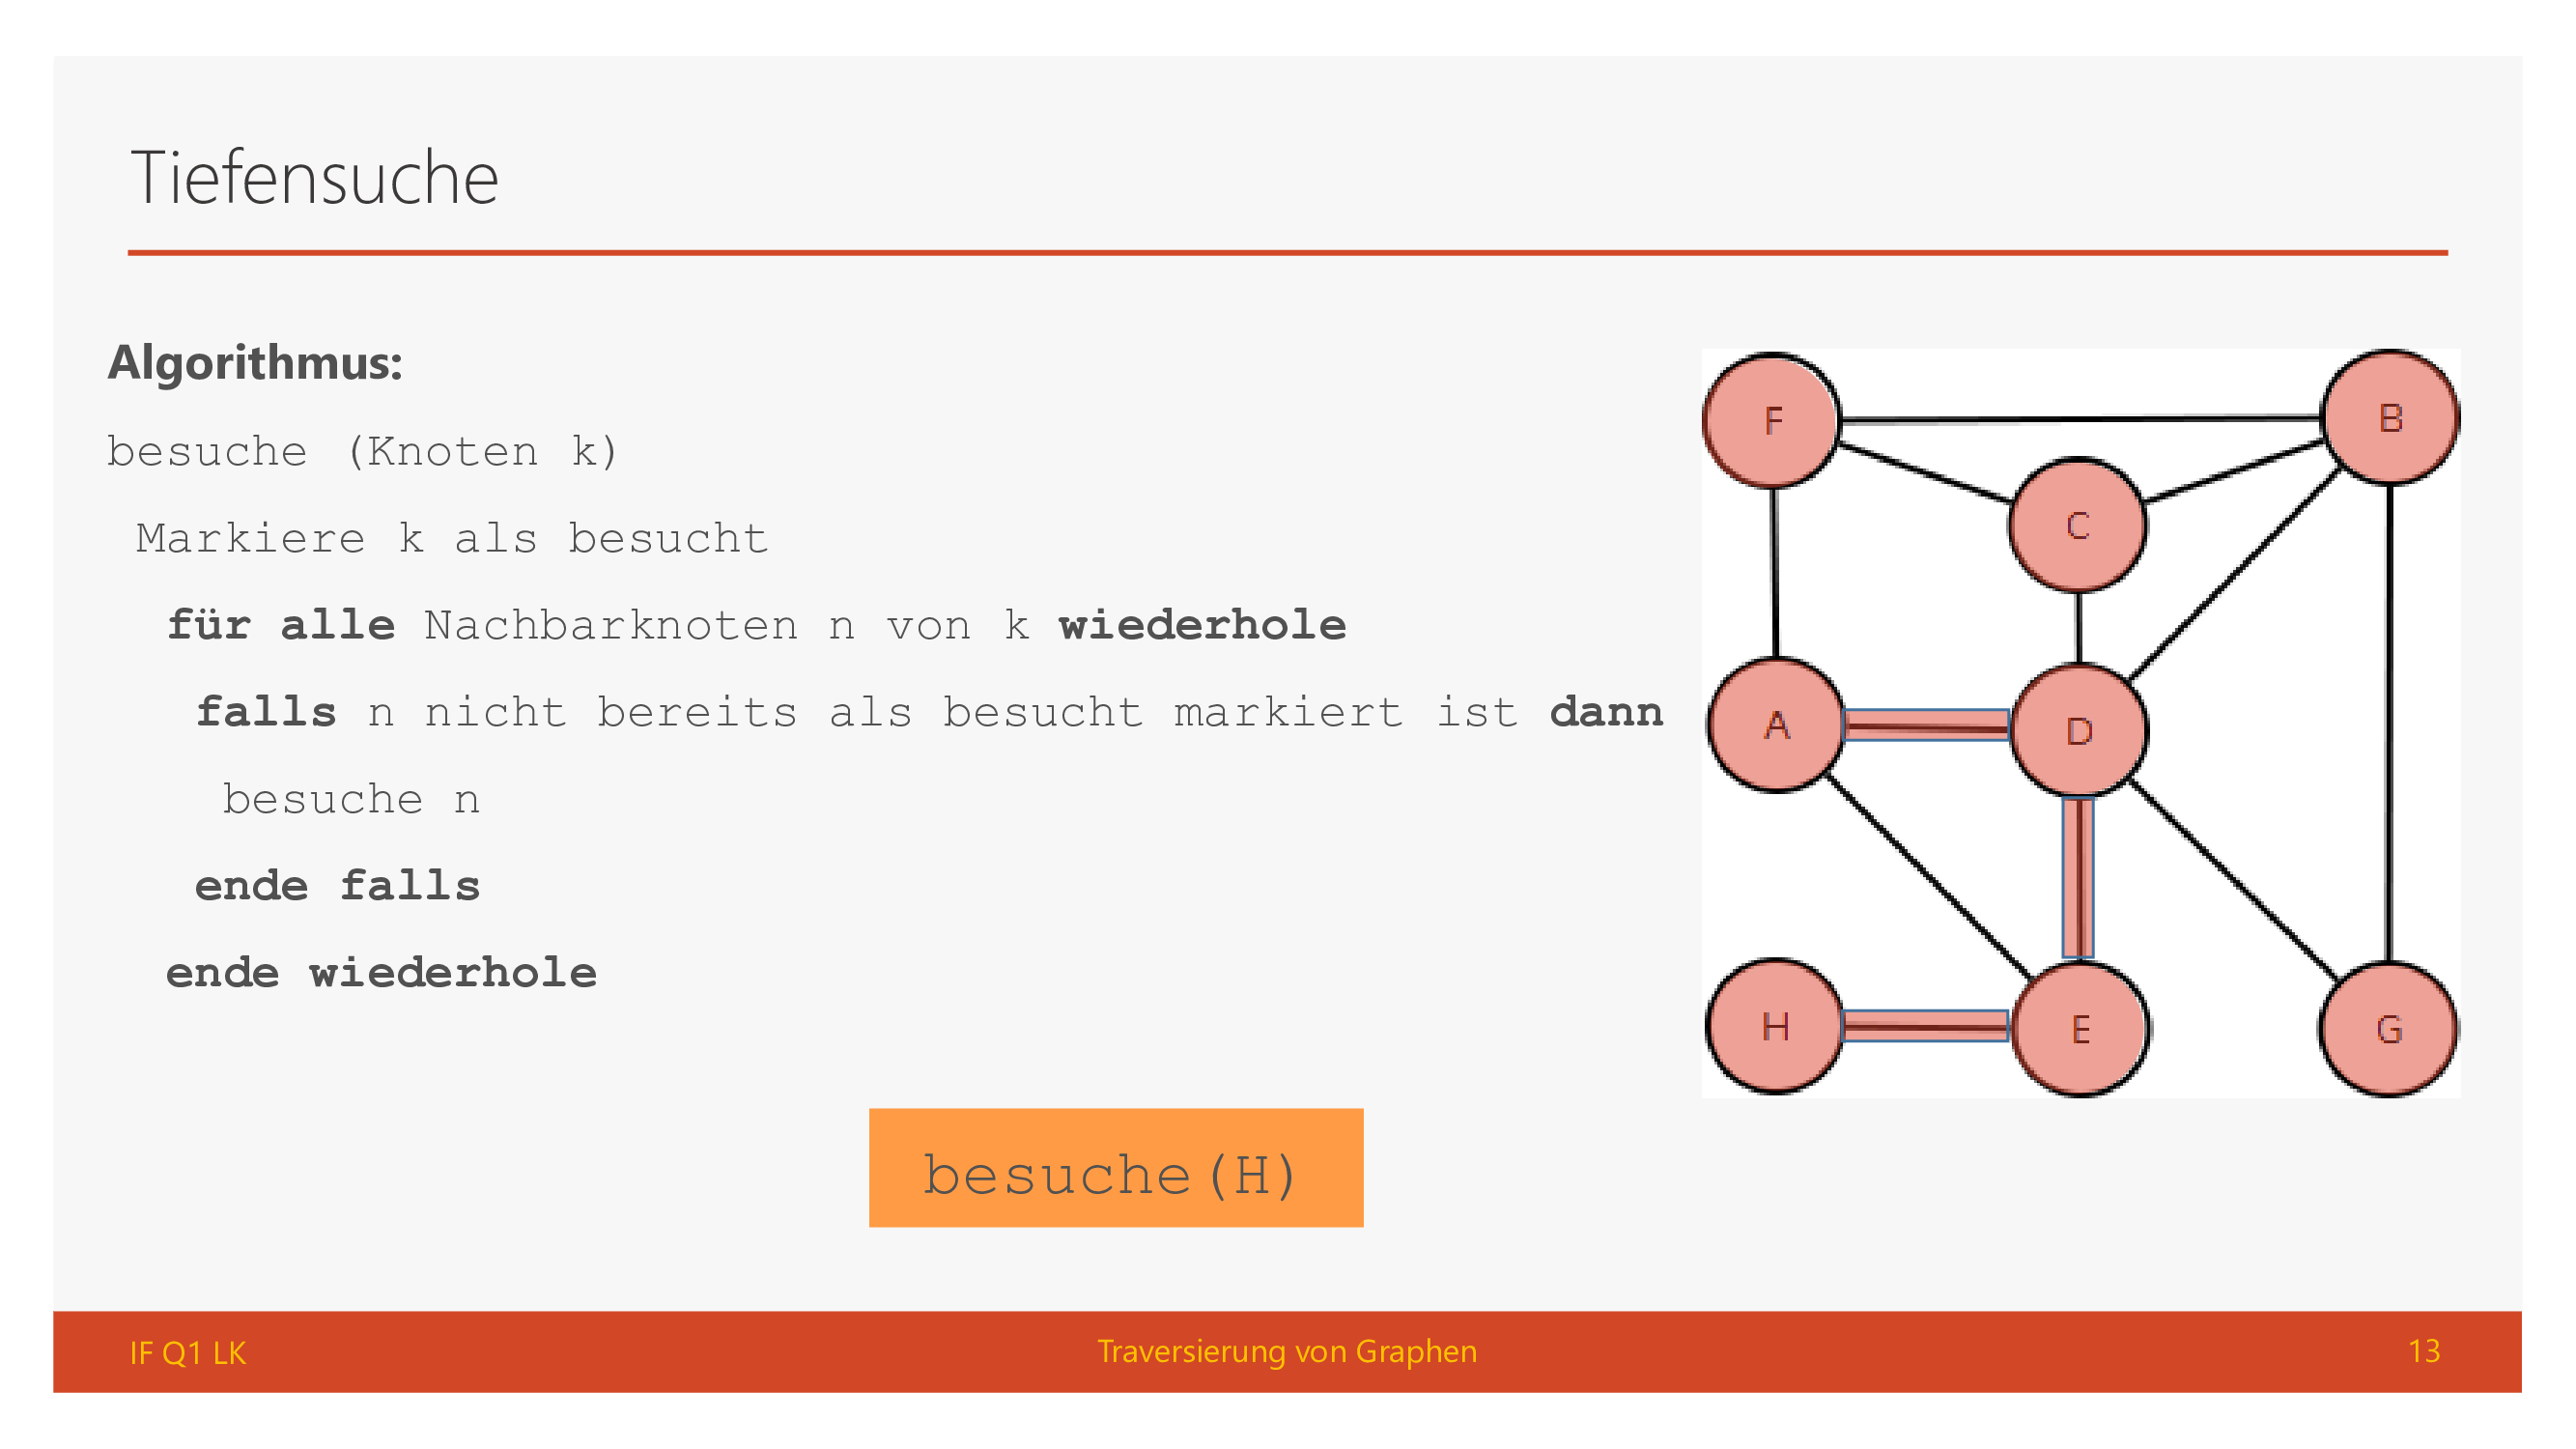 Tiefensuche
Algorithmus:
besuche (Knoten k)
Markiere k als besucht
für alle Nachbarknoten n von k wiederhole
falls n nicht bereits als besucht markiert ist dann
besuche n
ende falls
ende wiederhole
F
B
C
A
D
H
E
G
besuche(H)
IF Q1 LK
Traversierung von Graphen
13